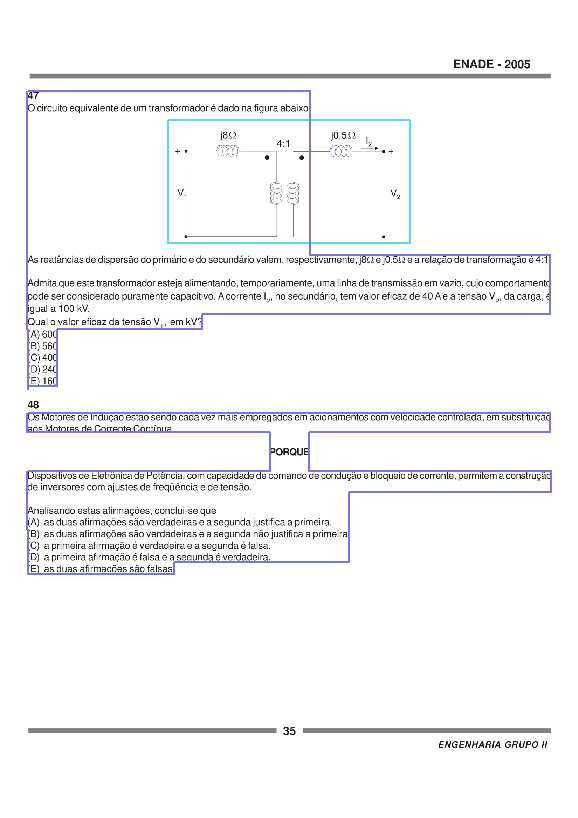 ENADE - 2005
47
O circuito equivalente de um transformador é dado na figura abaixo.
j8Ω 4:1 j0,5Ω I2
+ +
V1 V2
As reatâncias de dispersão do primário e do secundário valem, respectivamente, j8Ω e j0,5Ω e a relação de transformação é 4:1.
Admita que este transformador esteja alimentando, temporariamente, uma linha de transmissão em vazio, cujo comportamento
pode ser considerado puramente capacitivo. A corrente I2, no secundário, tem valor eficaz de 40 A e a tensão V2, da carga, é
igual a 100 kV.
Qual o valor eficaz da tensão V1, em kV?
(A) 600
(B) 560
(C) 400
(D) 240
(E) 160
48
Os Motores de Indução estão sendo cada vez mais empregados em acionamentos com velocidade controlada, em substituição
aos Motores de Corrente Contínua
PORQUE
Dispositivos de Eletrônica de Potência, com capacidade de comando de condução e bloqueio de corrente, permitem a construção
de inversores com ajustes de freqüência e de tensão.
Analisando estas afirmações, conclui-se que
(A) as duas afirmações são verdadeiras e a segunda justifica a primeira.
(B) as duas afirmações são verdadeiras e a segunda não justifica a primeira.
(C) a primeira afirmação é verdadeira e a segunda é falsa.
(D) a primeira afirmação é falsa e a segunda é verdadeira.
(E) as duas afirmações são falsas.
35
ENGENHARIA GRUPO II